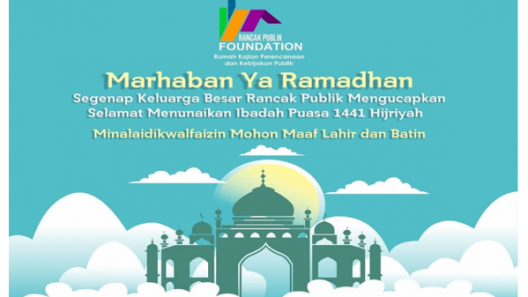 RANCAK PUBLIK
FOUNDATION
Rumah Kajian Perencanaan
dan Kebijakan Publik
Marhaban Ya Ramadhan
Segenap Keluarga Besar Rancak Publik Mengucapkan
Selamat Menunaikan Ibadah Puasa 1441 Hijriyah
Minalaidikwalfaizin Mohon Maaf Lahir dan Batin